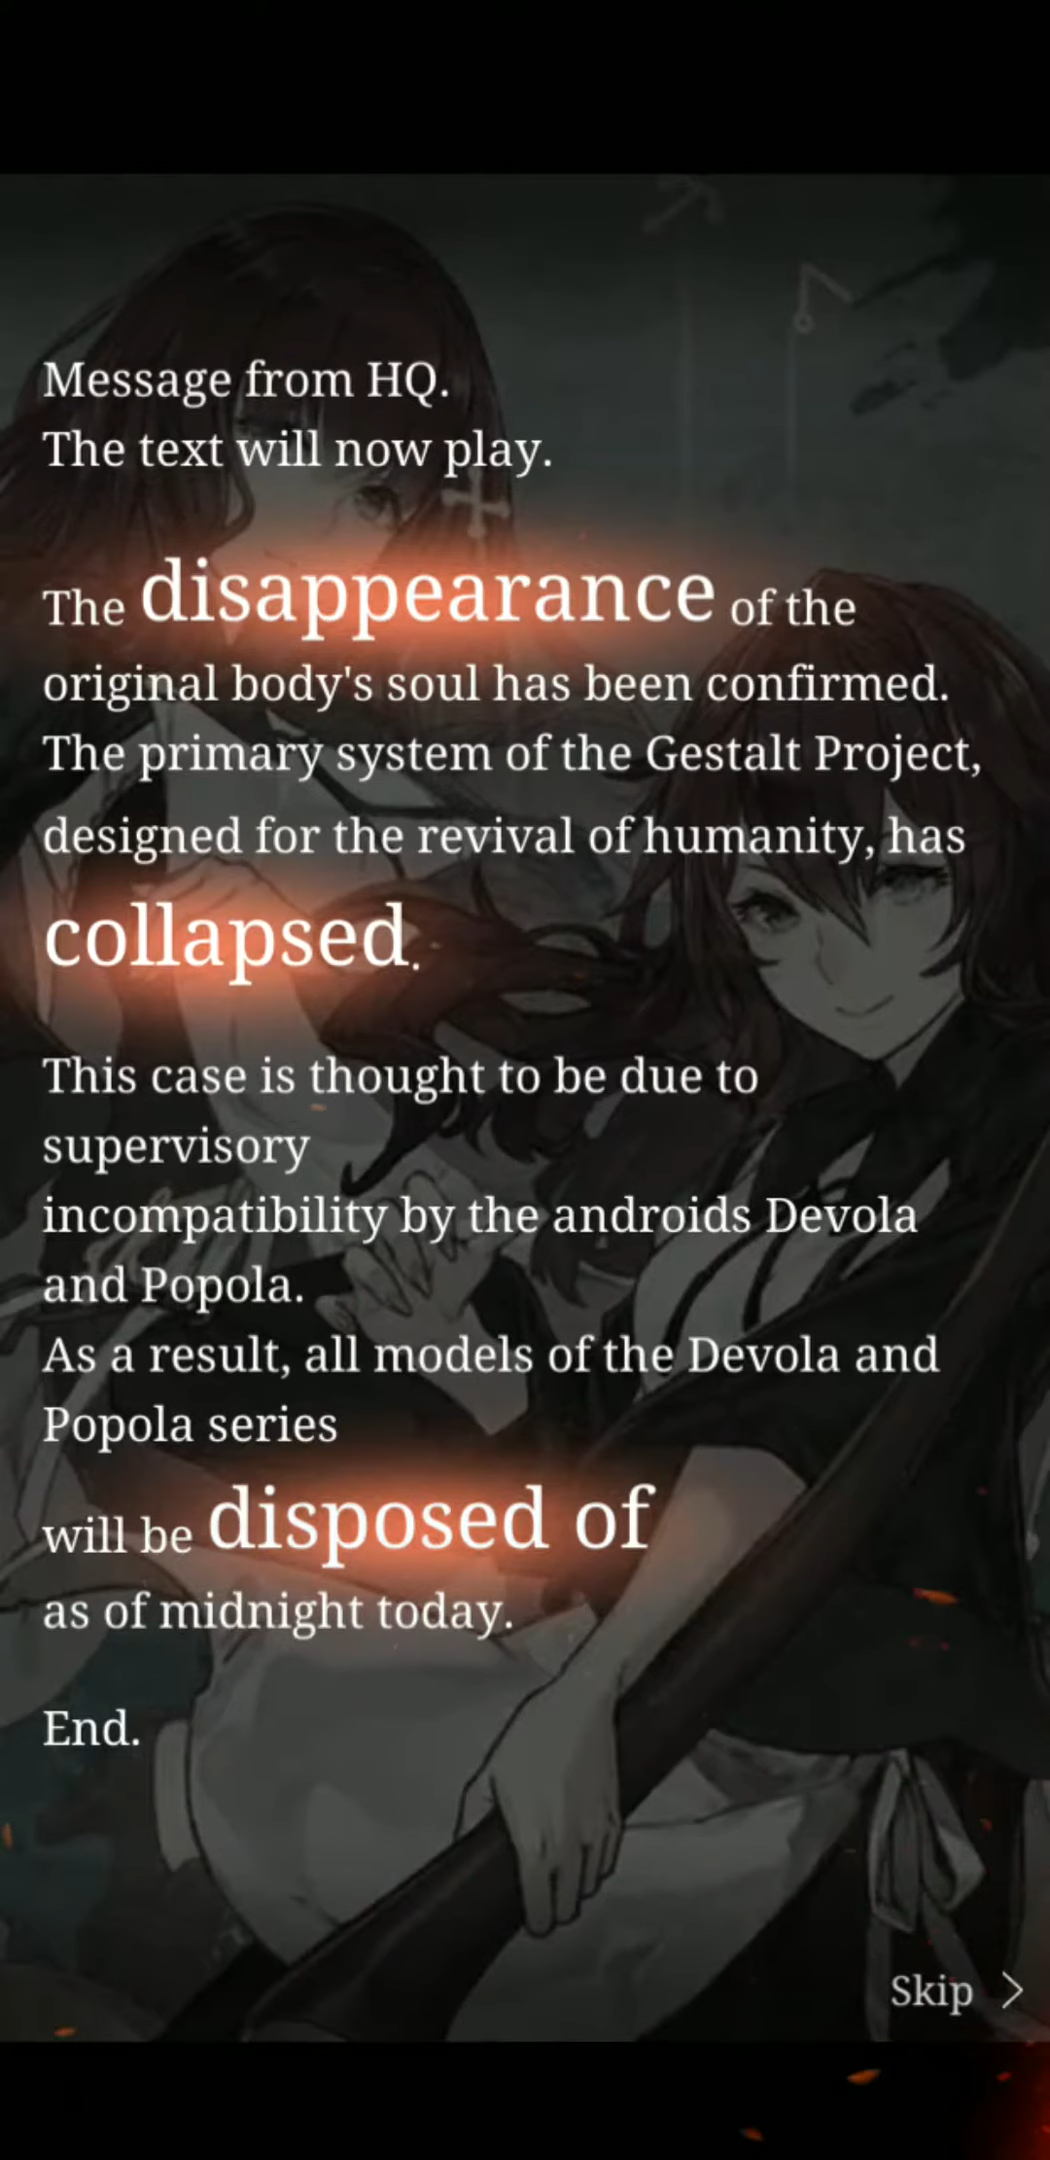 Message from HQ.
The text will now play.
The disappearance of the
original body's soul has been confirmed.
The primary system of the Gestalt Project,
designed for the revival of humanity, has
collapsed.
This case is thought to be due to
supervisory
incompatibility by the androids Devola
and Popola.
As a result, all models of the Devola and
Popola series
will be disposed of
as of midnight today.
End.
Skip